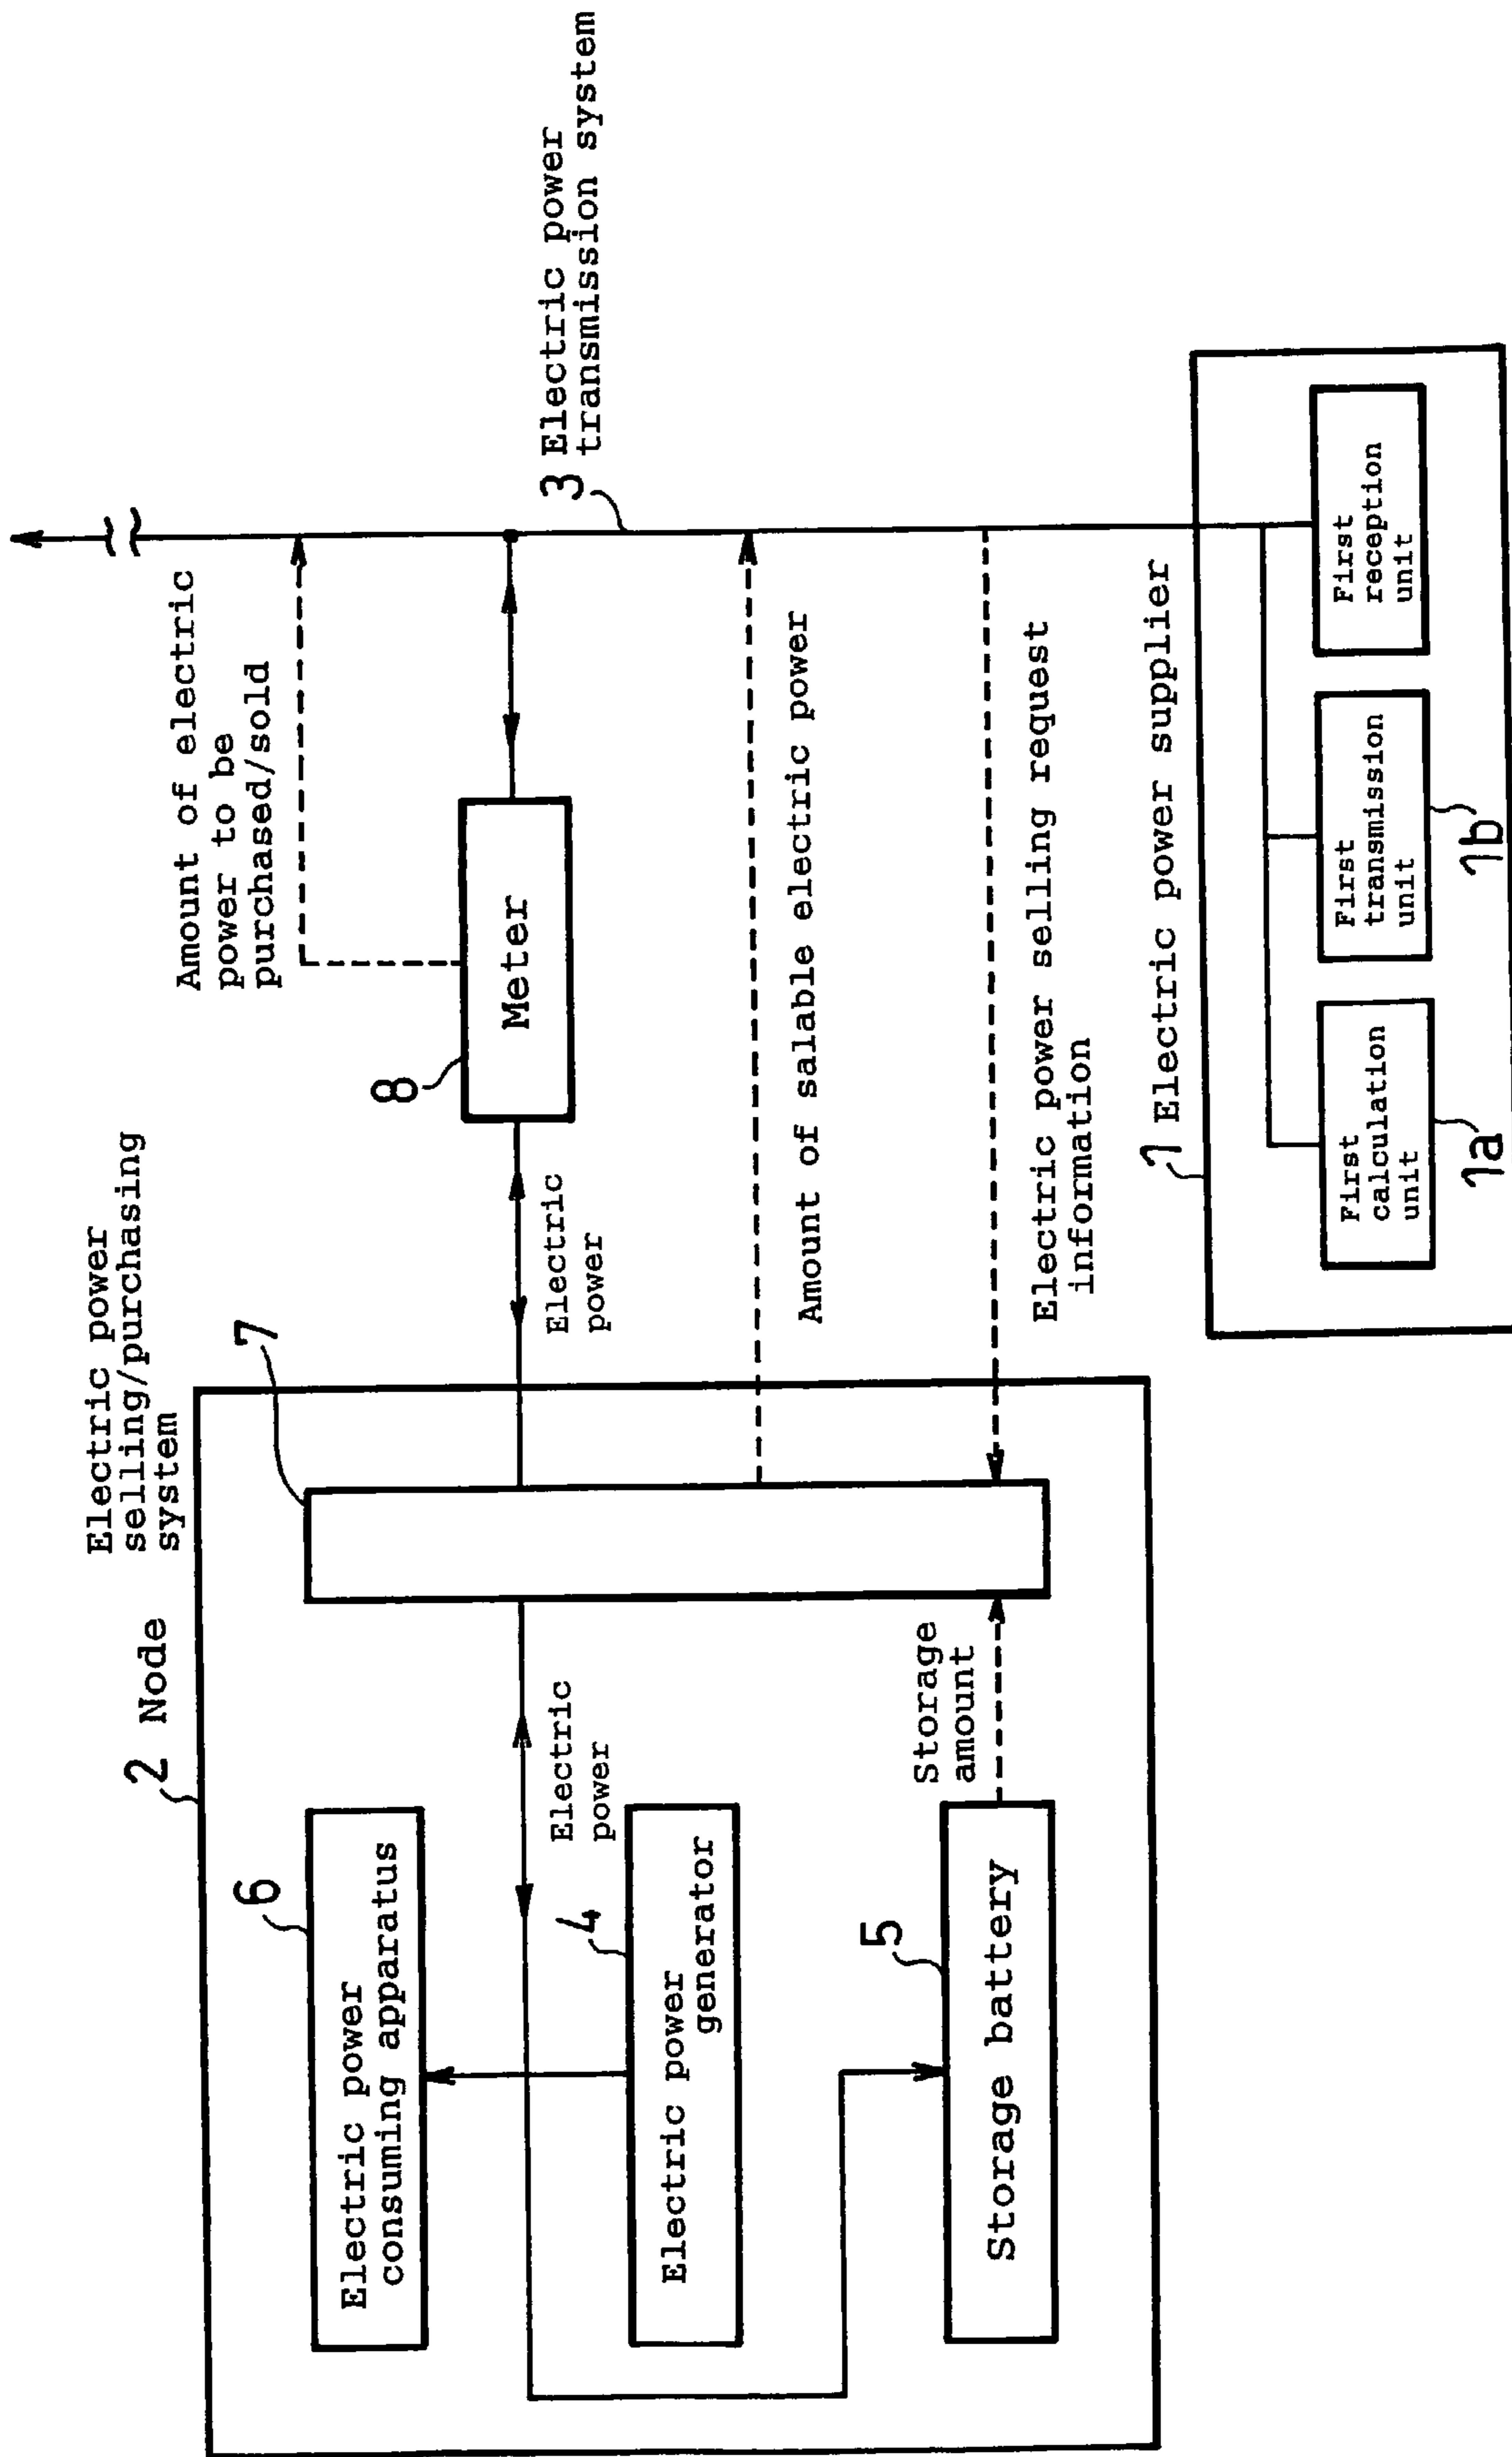 2 Node
Electric power
selling/purchasing
system
7
6
Electric power
consuming apparatus
Electric
power
4
Electric power
generator
5
Storage battery
Storage
amount
Electric
power
8
Meter
Amount of electric
power to be
purchased/sold
3 Electric power
transmission system
Amount of salable electric power
Electric power selling request
information
1 Electric power supplier
First
calculation
unit
1a
First
transmission
unit
1b
First
reception
unit